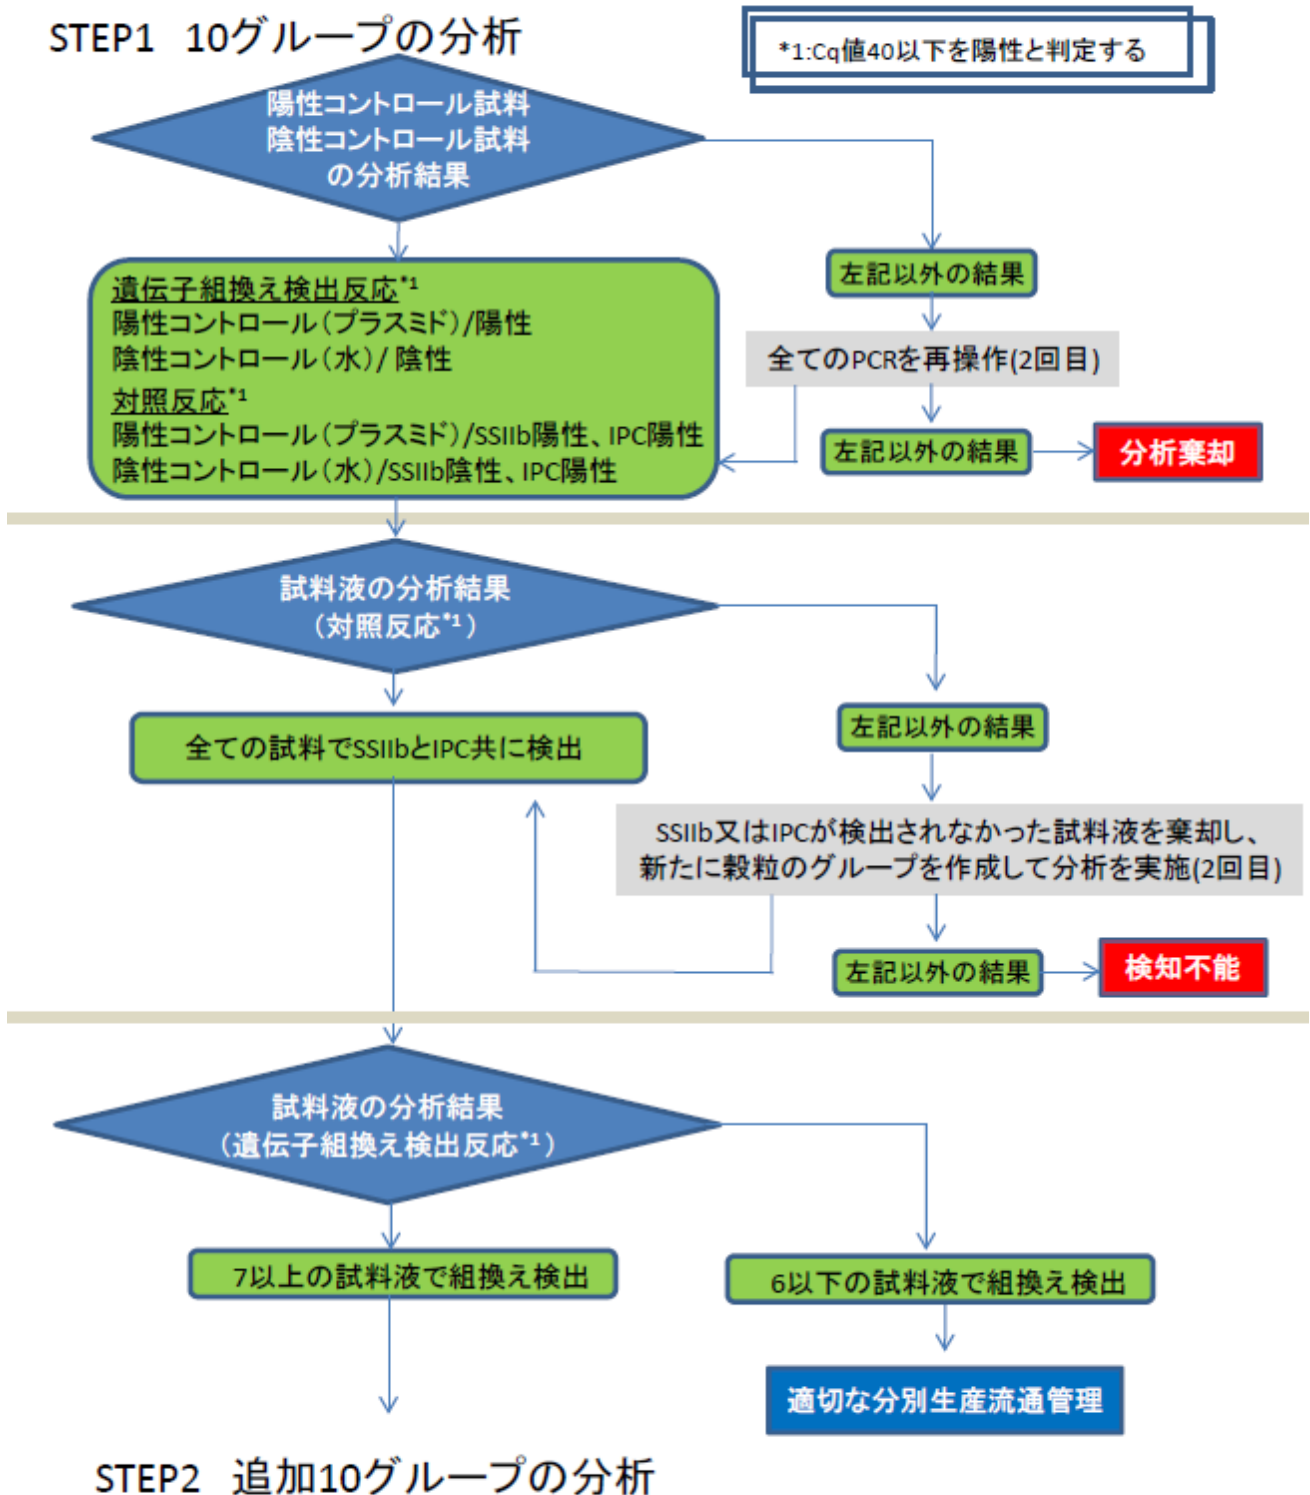 STEP1 10グループの分析
*1:Cq値40以下を陽性と判定する
陽性コントロール試料
陰性コントロール試料
の分析結果
左記以外の結果
遺伝子組換え検出反応*1
陽性コントロール(プラスミド)/陽性
陰性コントロール(水)/ 陰性
対照反応*1
陽性コントロール(プラスミド)/SSIIb陽性、IPC陽性
陰性コントロール(水)/SSIIb陰性、IPC陽性
全てのPCRを再操作(2回目)
左記以外の結果
分析棄却
試料液の分析結果
(対照反応*1)
全ての試料でSSIIbとIPC共に検出
左記以外の結果
SSIIb又はIPCが検出されなかった試料液を棄却し、
新たに穀粒のグループを作成して分析を実施(2回目)
左記以外の結果
検知不能
試料液の分析結果
(遺伝子組換え検出反応*1)
7以上の試料液で組換え検出
6以下の試料液で組換え検出
適切な分別生産流通管理
STEP2 追加10グループの分析